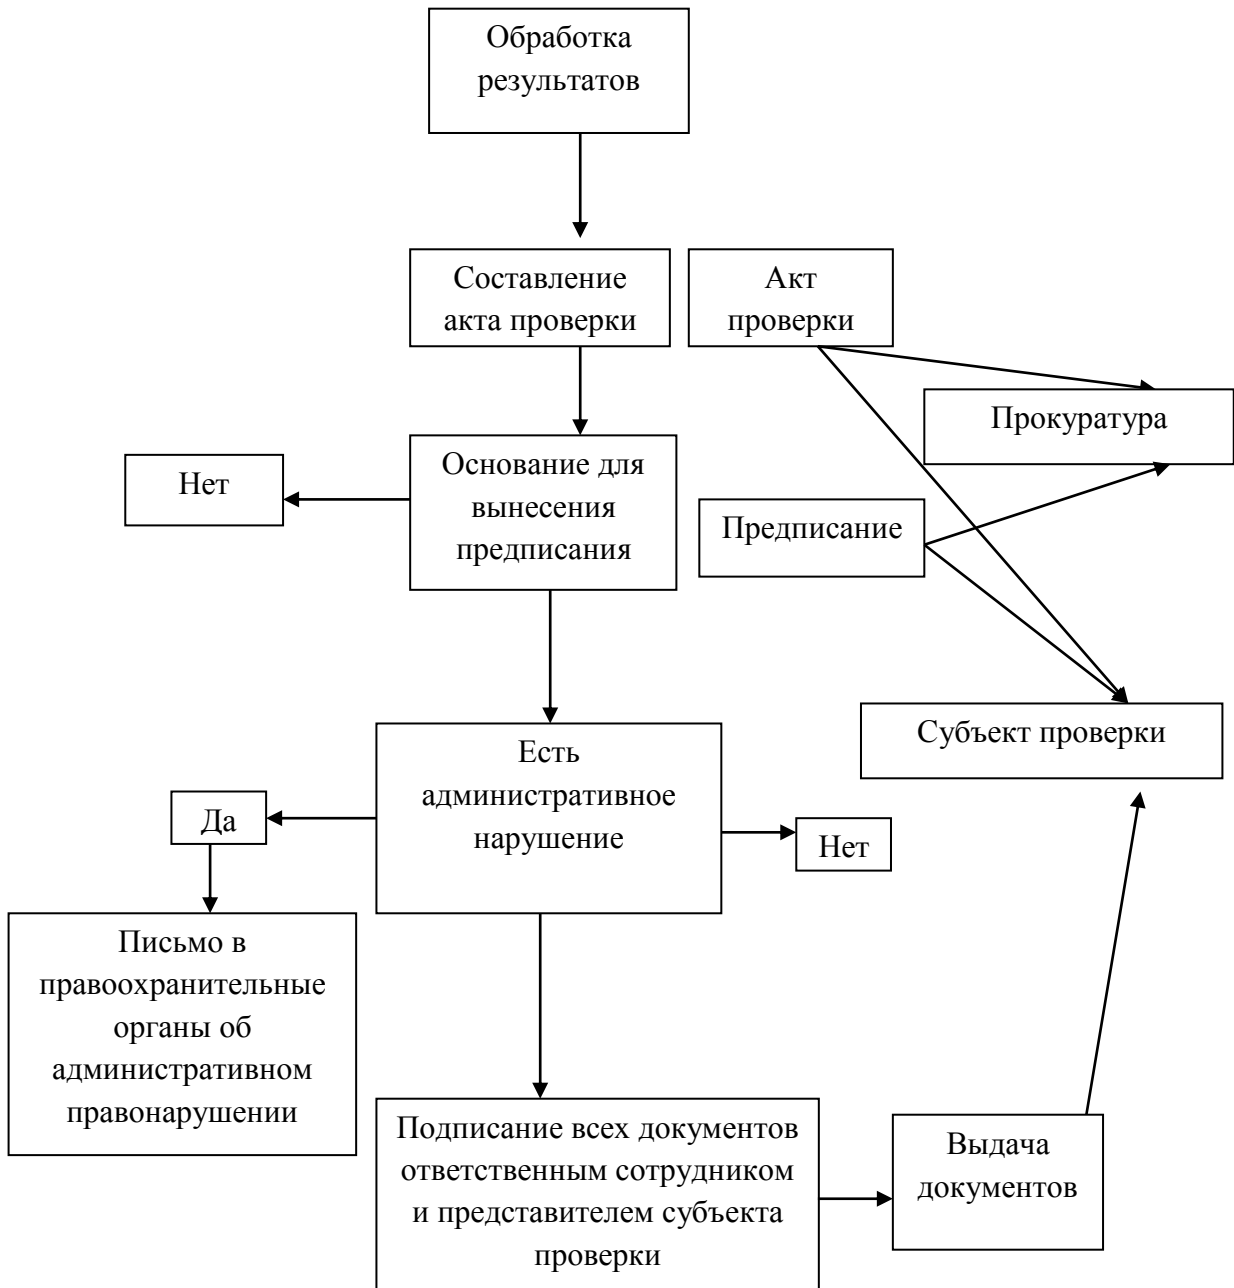 Обработка
результатов
Составление
акта проверки
Акт
проверки
Прокуратура
Нет
Основание для
вынесения
предписания
Предписание
Субъект проверки
Есть
административное
нарушение
Да
Нет
Письмо в
правоохранительные
органы об
административном
правонарушении
Подписание всех документов
ответственным сотрудником
и представителем субъекта
проверки
Выдача
документов